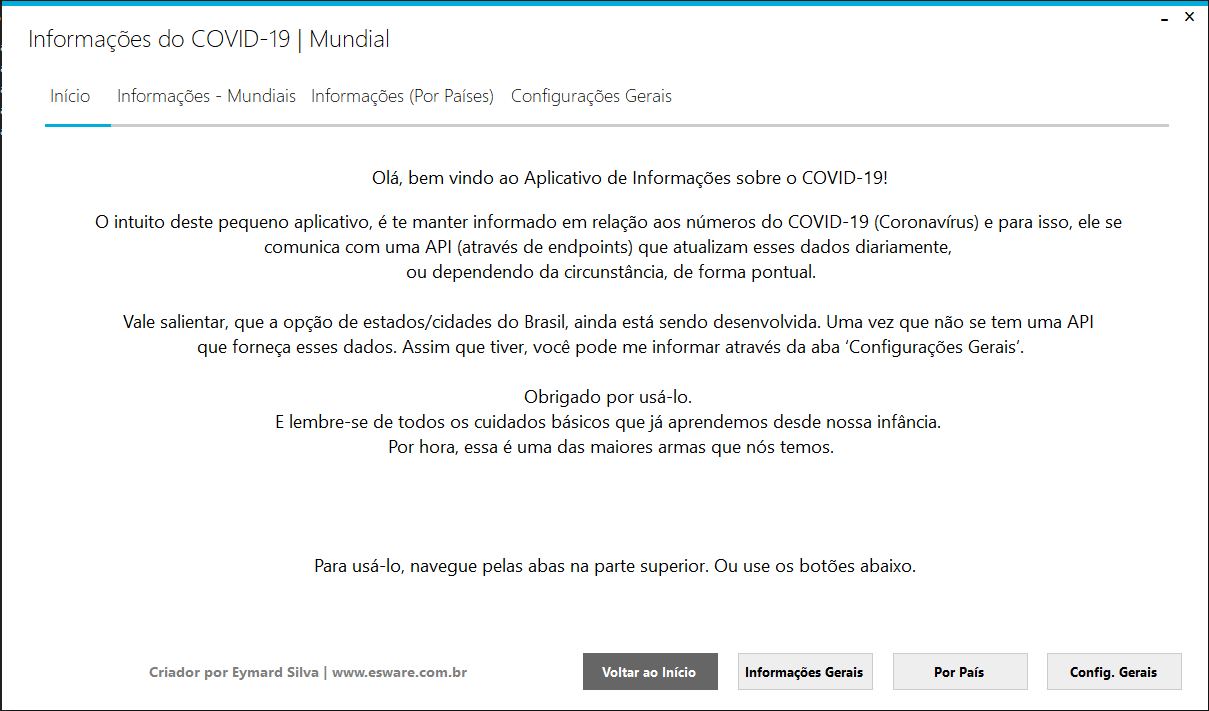 Informações do COVID-19 | Mundial
Início Informações - Mundiais Informações (Por Países) Configurações Gerais
Olá, bem vindo ao Aplicativo de Informações sobre o COVID-19!
O intuito deste pequeno aplicativo, é te manter informado em relação aos números do COVID-19 (Coronavírus) e para isso, ele se
comunica com uma API (através de endpoints) que atualizam esses dados diariamente,
ou dependendo da circunstância, de forma pontual.
Vale salientar, que a opção de estados/cidades do Brasil, ainda está sendo desenvolvida. Uma vez que não se tem uma API
que forneça esses dados. Assim que tiver, você pode me informar através da aba ‘Configurações Gerais’.
Obrigado por usá-lo.
E lembre-se de todos os cuidados básicos que já aprendemos desde nossa infância.
Por hora, essa é uma das maiores armas que nós temos.
Para usá-lo, navegue pelas abas na parte superior. Ou use os botões abaixo.
Criador por Eymard Silva | www.esware.com.br Voltar ao Início Informações Gerais Por País Config. Gerais